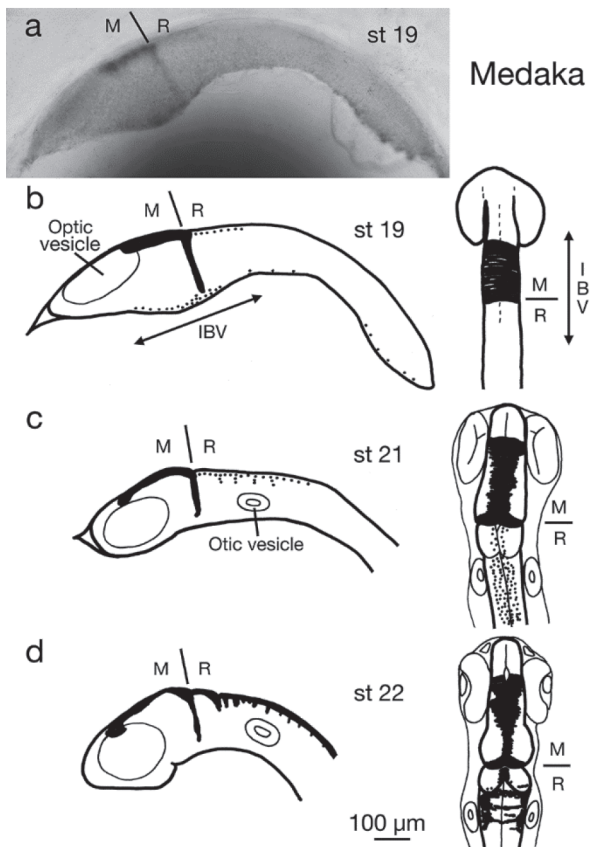 a
M
R
st 19
Medaka
b
Optic
vesicle
M
R
st 19
IBV
M
R
I
B
V
c
M
R
st 21
Otic vesicle
M
R
d
M
R
st 22
M
R
100 µm